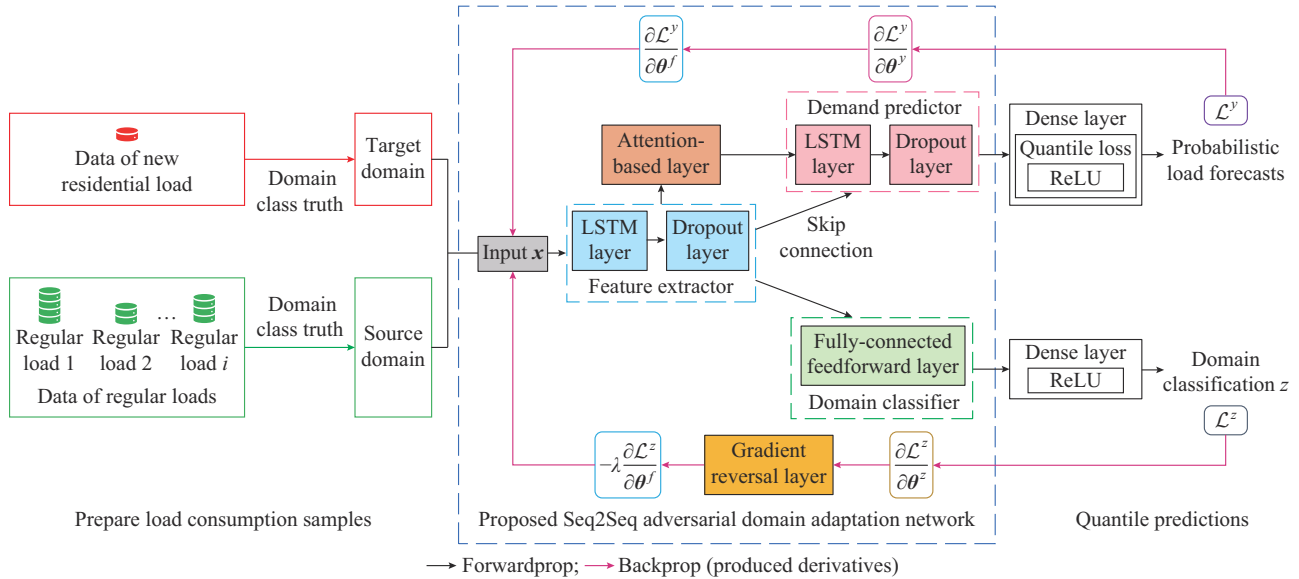 ∂ℒ^y
∂θ^f
∂ℒ^y
∂θ^y
ℒ^y
Data of new
residential load
Domain
class truth
Target
domain
Attention-
based layer
Demand predictor
LSTM
layer
Dropout
layer
Dense layer
Quantile loss
ReLU
Probabilistic
load forecasts
Input x
LSTM
layer
Dropout
layer
Feature extractor
Skip
connection
Regular
load 1
Regular
load 2
…
Regular
load i
Data of regular loads
Domain
class truth
Source
domain
Fully-connected
feedforward layer
Domain classifier
Dense layer
ReLU
Domain
classification z
ℒ^z
−λ ∂ℒ^z
∂θ^f
Gradient
reversal layer
∂ℒ^z
∂θ^z
Prepare load consumption samples
Proposed Seq2Seq adversarial domain adaptation network
Quantile predictions
Forwardprop; Backprop (produced derivatives)